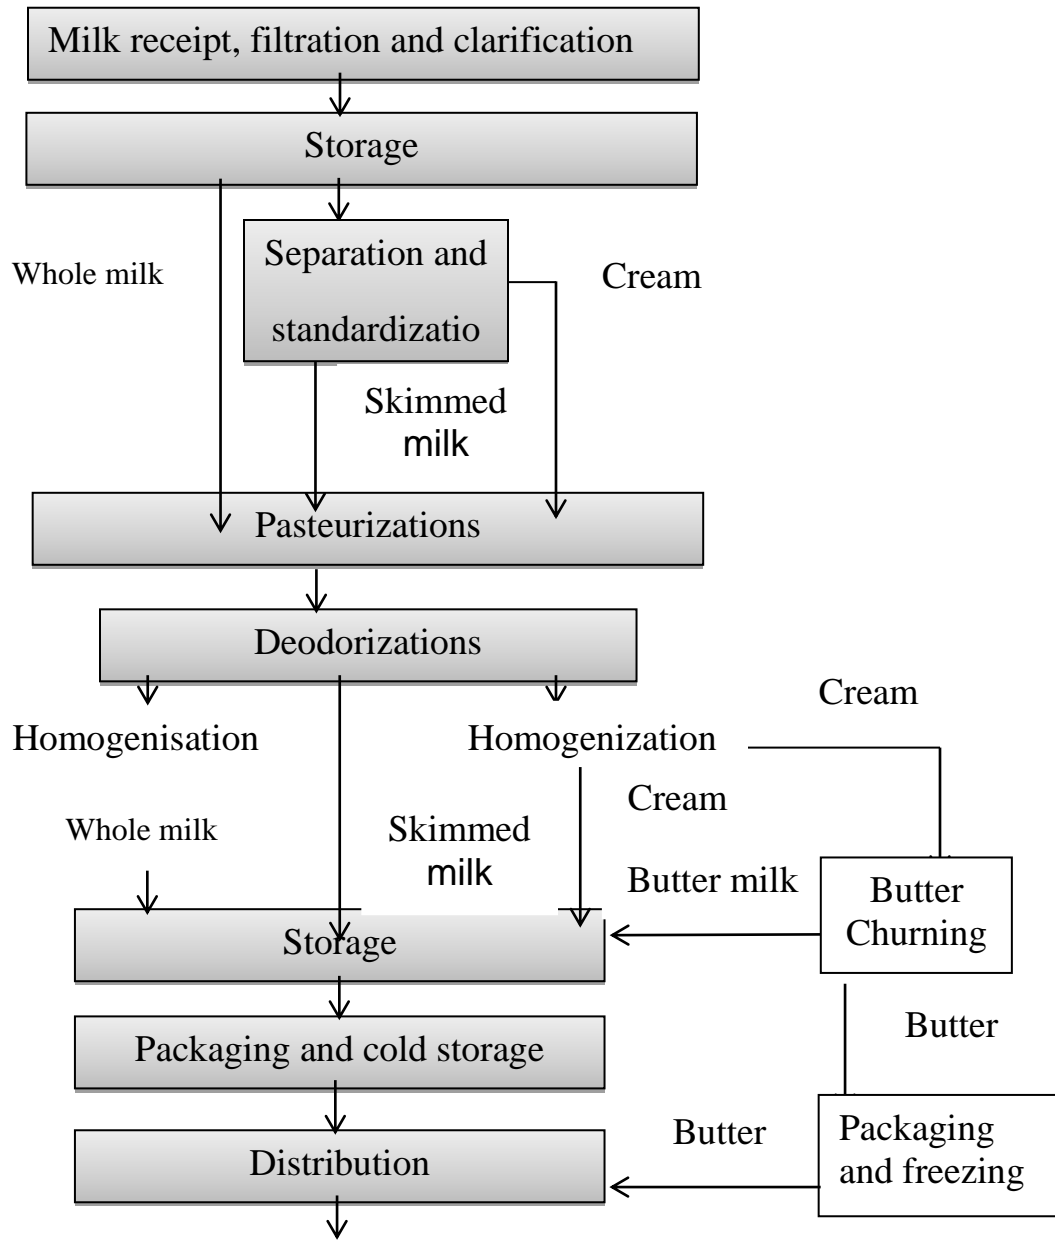 Milk receipt, filtration and clarification
Storage
Whole milk
Separation and
standardizatio
Cream
Skimmed
milk
Pasteurizations
Deodorizations
Cream
Homogenisation
Homogenization
Cream
Whole milk
Skimmed
milk
Butter milk
Butter
Churning
Storage
Butter
Packaging and cold storage
Butter
Packaging
and freezing
Distribution